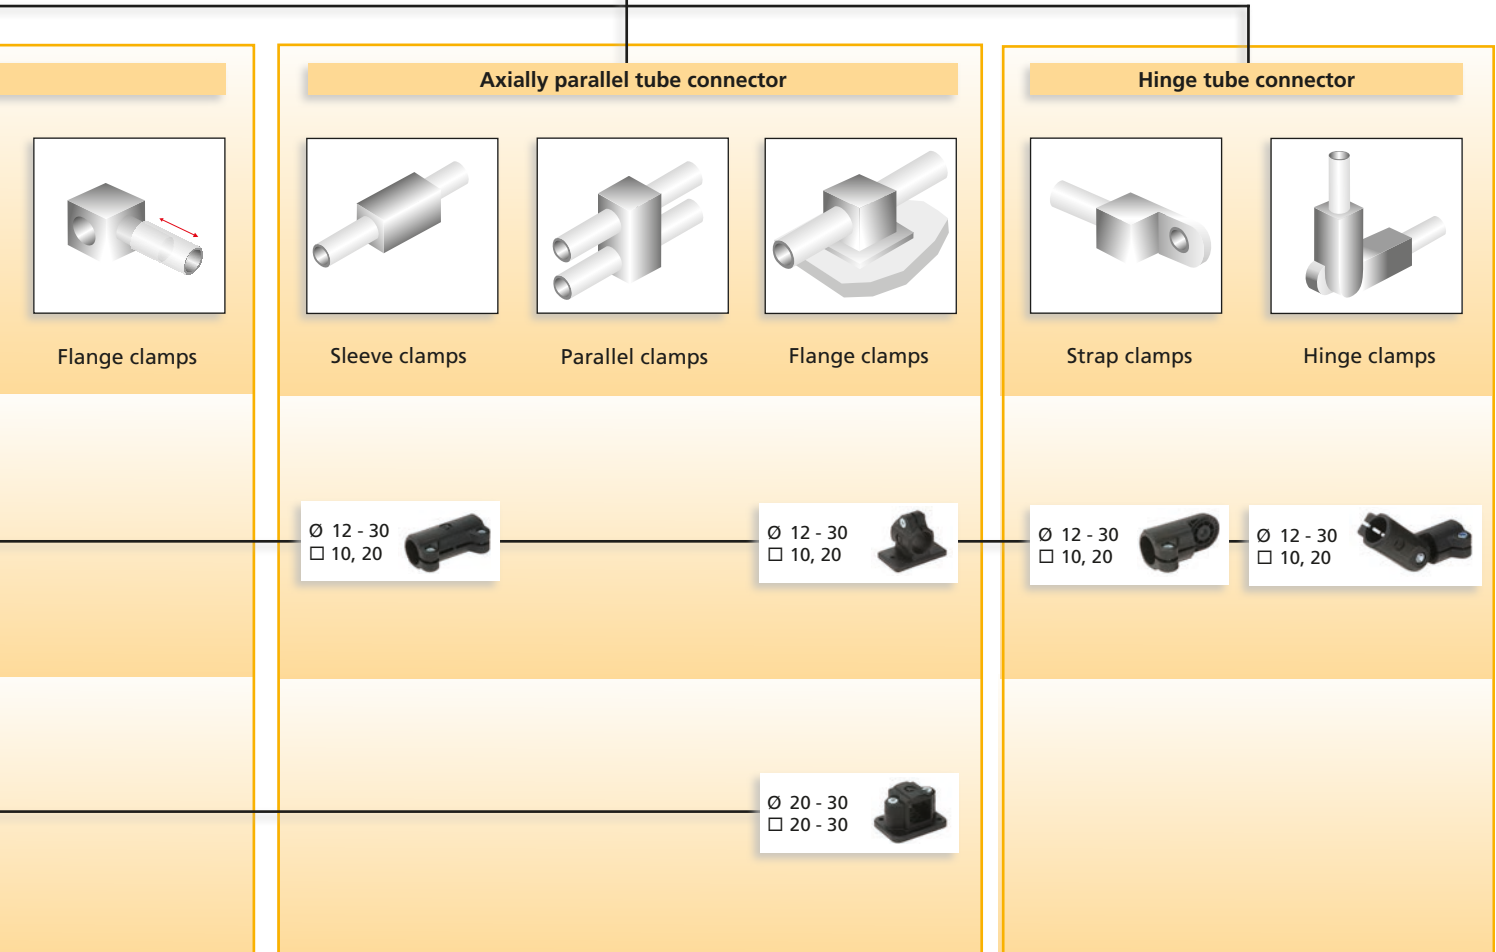 Axially parallel tube connector
Hinge tube connector
Flange clamps
Sleeve clamps
Parallel clamps
Flange clamps
Strap clamps
Hinge clamps
Ø 12 - 30
□ 10, 20
Ø 12 - 30
□ 10, 20
Ø 12 - 30
□ 10, 20
Ø 12 - 30
□ 10, 20
Ø 20 - 30
□ 20 - 30